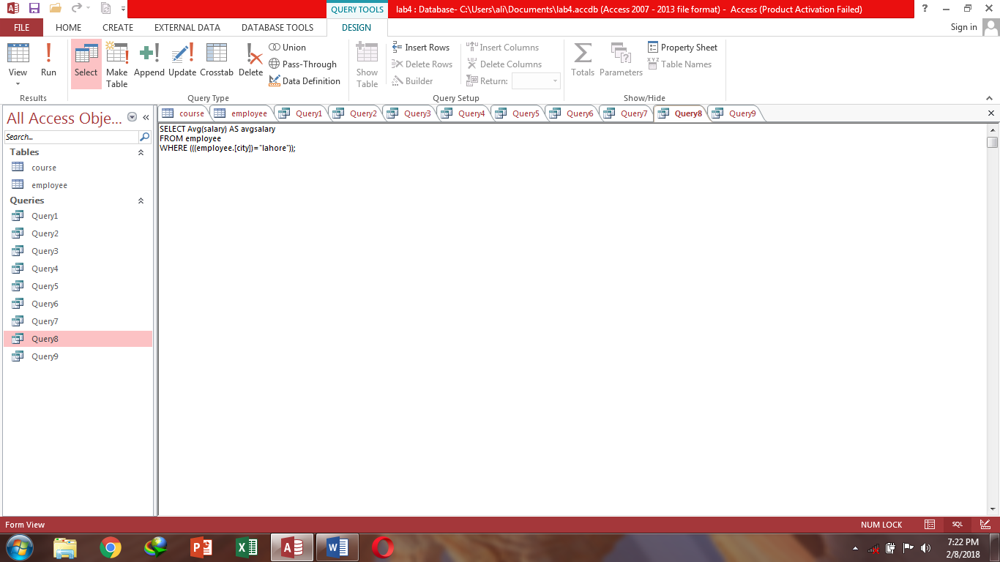 QUERY TOOLS
lab4 : Database- C:\Users\ali\Documents\lab4.accdb (Access 2007 - 2013 file format) - Access (Product Activation Failed)
FILE HOME CREATE EXTERNAL DATA DATABASE TOOLS DESIGN Sign in
View Run
Results
Select Make Table Append Update Crosstab Delete
Union
Pass-Through
Data Definition
Query Type
Show Table
Insert Rows
Delete Rows
Builder
Insert Columns
Delete Columns
Return:
Query Setup
Totals Parameters
Property Sheet
Table Names
Show/Hide
All Access Obje...
Search...
Tables
course
employee
Queries
Query1
Query2
Query3
Query4
Query5
Query6
Query7
Query8
Query9
course employee Query1 Query2 Query3 Query4 Query5 Query6 Query7 Query8 Query9
SELECT Avg(salary) AS avgsalary
FROM employee
WHERE (((employee.[city])="lahore"));
Form View NUM LOCK SQL
7:22 PM
2/8/2018